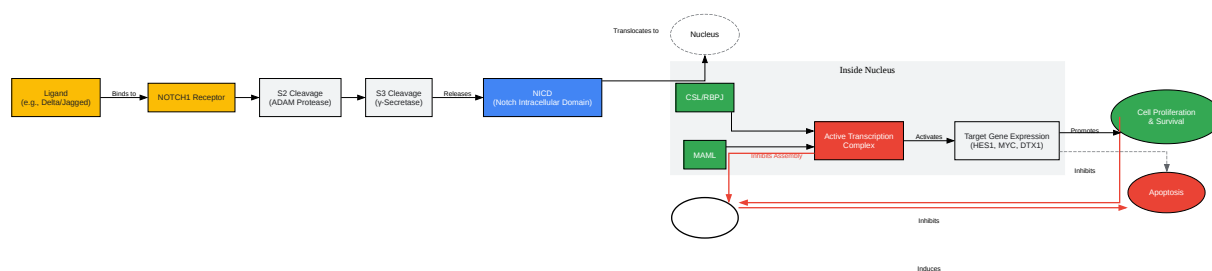 Translocates to
Nucleus
Inside Nucleus
Ligand
(e.g., Delta/Jagged)
Binds to
NOTCH1 Receptor
S2 Cleavage
(ADAM Protease)
S3 Cleavage
(γ-Secretase)
Releases
NICD
(Notch Intracellular Domain)
CSL/RBPJ
MAML
Inhibits Assembly
Active Transcription
Complex
Activates
Target Gene Expression
(HES1, MYC, DTX1)
Promotes
Cell Proliferation
& Survival
Inhibits
Apoptosis
Inhibits
Induces